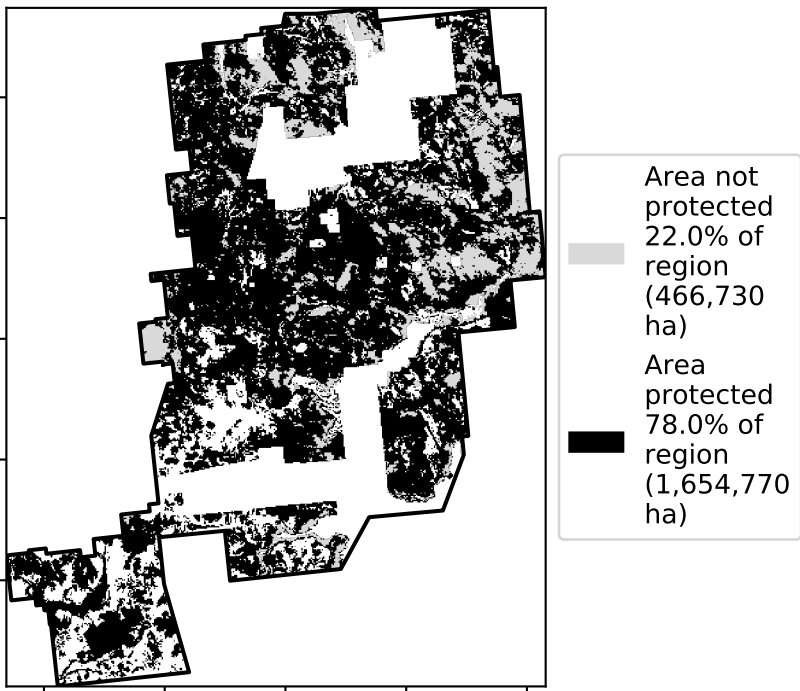 Area not
protected
22.0% of
region
(466,730
ha)
Area
protected
78.0% of
region
(1,654,770
ha)